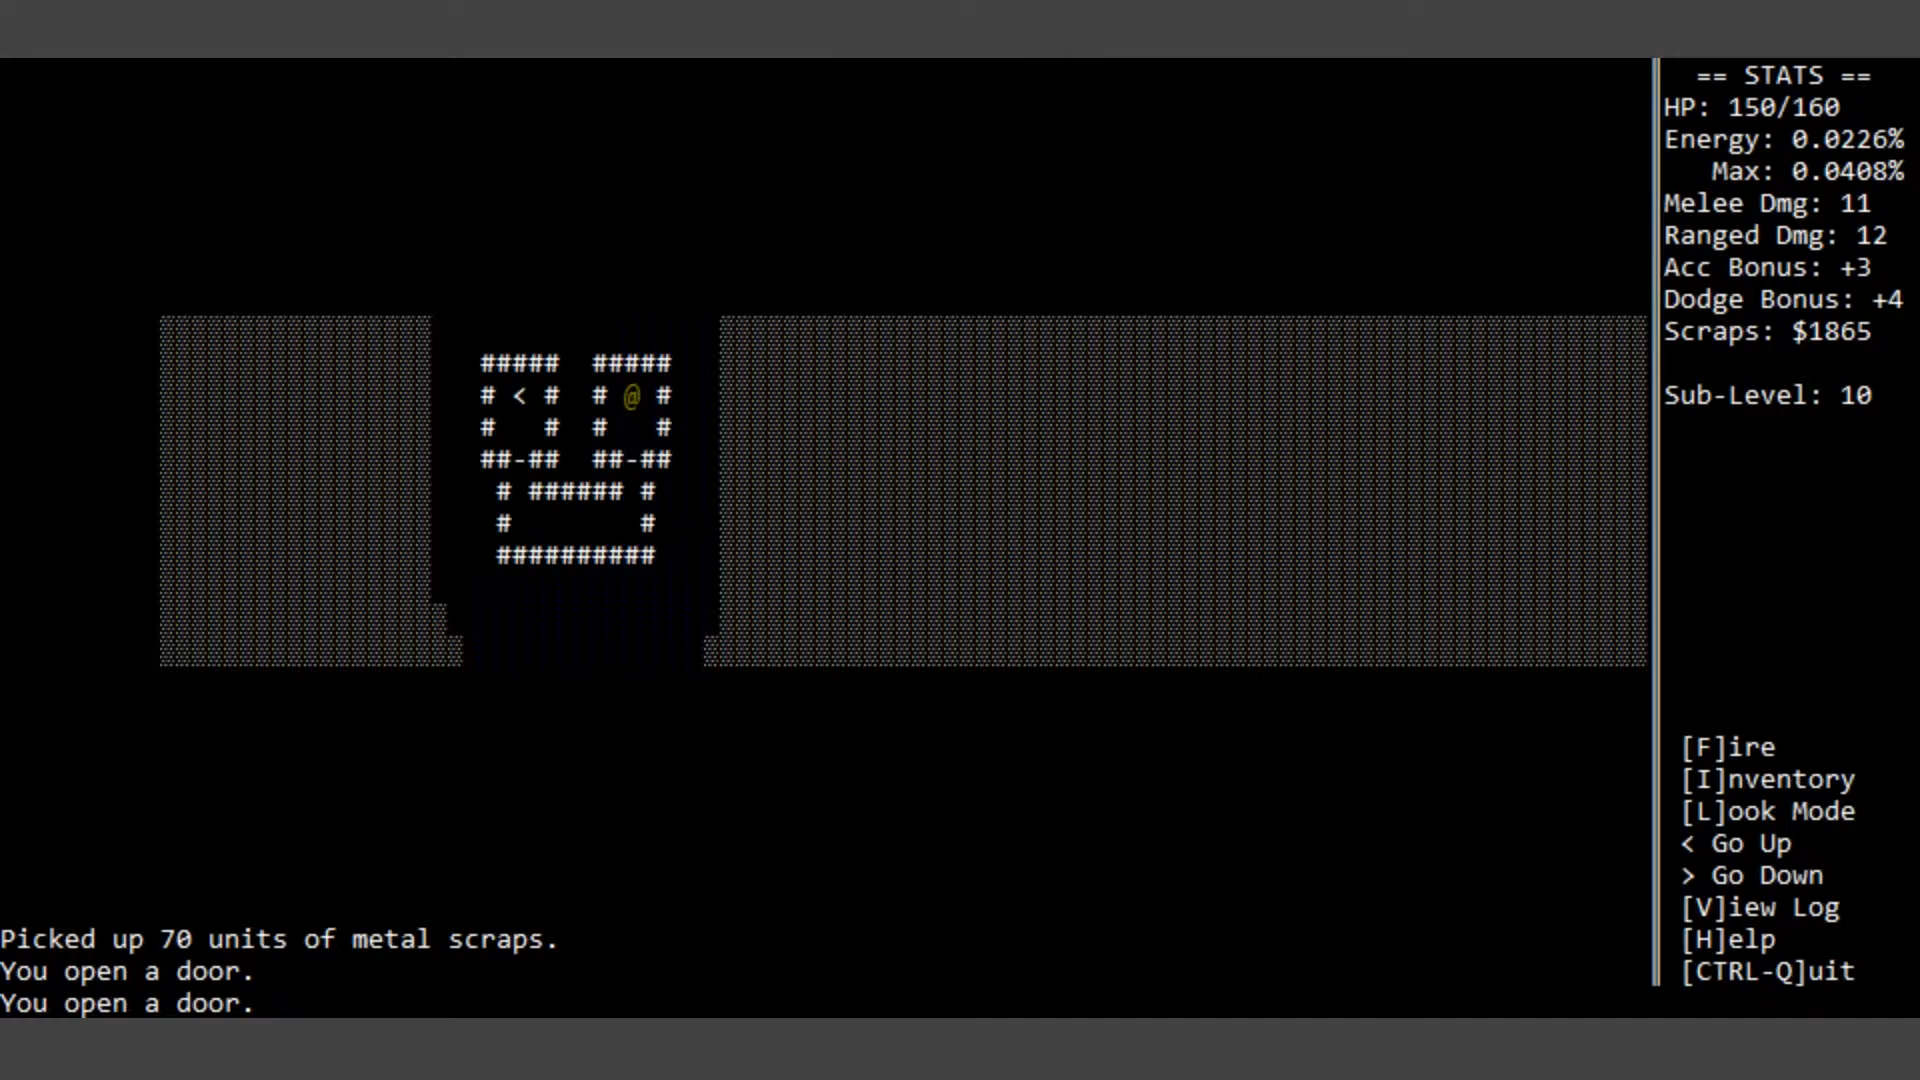 == STATS ==
HP: 150/160
Energy: 0.0226%
Max: 0.0408%
Melee Dmg: 11
Ranged Dmg: 12
Acc Bonus: +3
Dodge Bonus: +4
Scraps: $1865
Sub-Level: 10
##### #####
# < # # @ #
# # # #
##-## ##-##
# ###### #
# #
##########
[F]ire
[I]nventory
[L]ook Mode
< Go Up
> Go Down
[V]iew Log
[H]elp
[CTRL-Q]uit
Picked up 70 units of metal scraps.
You open a door.
You open a door.